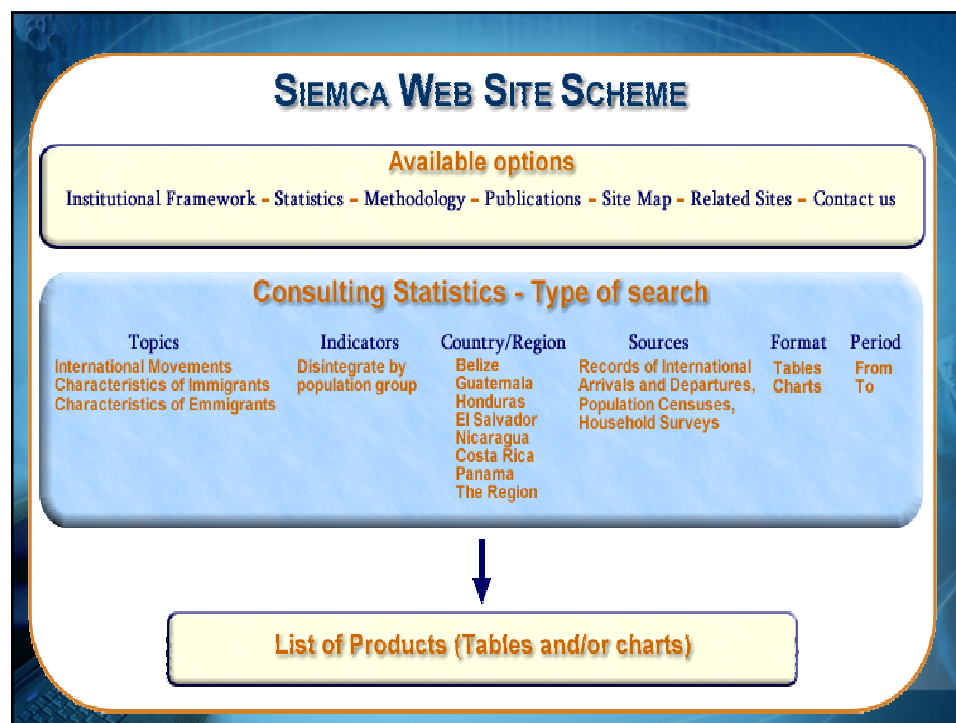 SIEMCA WEB SITE SCHEME
Available options
Institutional Framework - Statistics - Methodology - Publications - Site Map - Related Sites - Contact us
Consulting Statistics - Type of search
Topics
International Movements
Characteristics of Immigrants
Characteristics of Emmigrants
Indicators
Disintegrate by
population group
Country/Region
Belize
Guatemala
Honduras
El Salvador
Nicaragua
Costa Rica
Panama
The Region
Sources
Records of International
Arrivals and Departures,
Population Censuses,
Household Surveys
Format
Tables
Charts
Period
From
To
List of Products (Tables and/or charts)